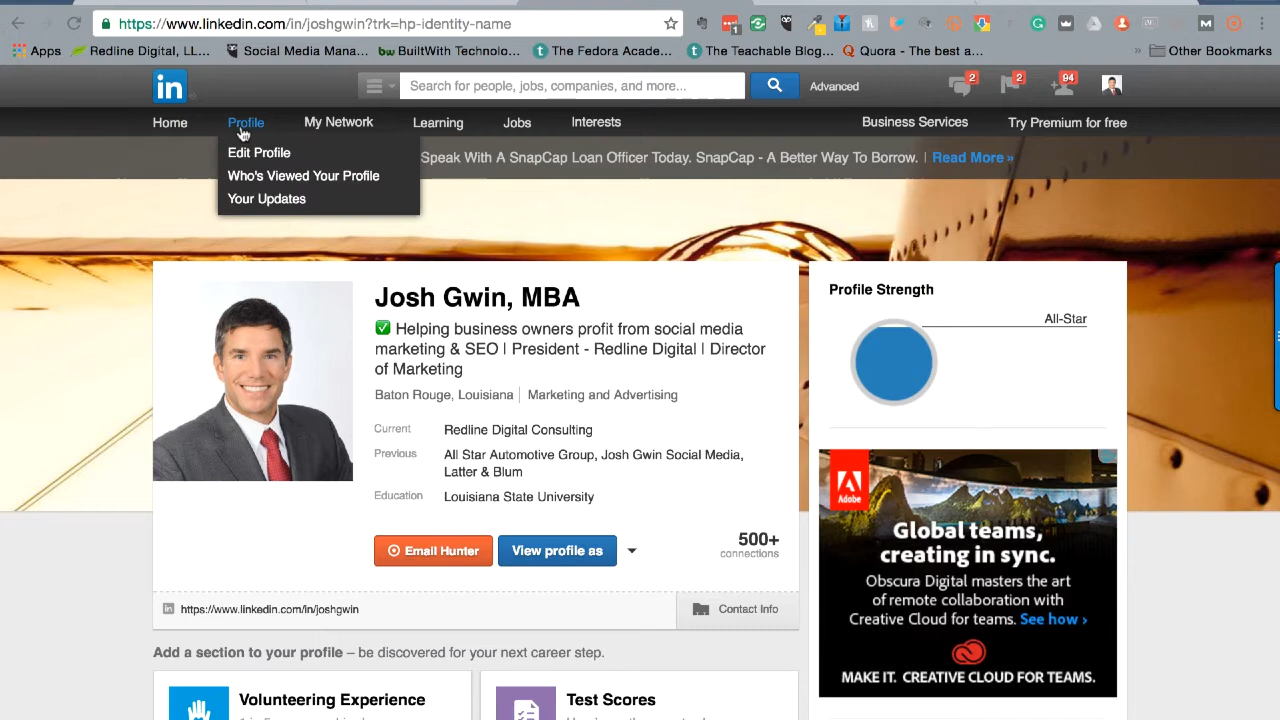 https://www.linkedin.com/in/joshgwin?trk=hp-identity-name
1
Apps
Redline Digital, LL...
Social Media Mana...
bw BuiltWith Technolo...
t The Fedora Acade...
t The Teachable Blog...
Q Quora - The best a...
» Other Bookmarks
in
Search for people, jobs, companies, and more...
Advanced
2
2
94
Home
Profile
My Network
Learning
Jobs
Interests
Business Services
Try Premium for free
Edit Profile
Who's Viewed Your Profile
Your Updates
Speak With A SnapCap Loan Officer Today. SnapCap - A Better Way To Borrow. | Read More »
Josh Gwin, MBA
✅ Helping business owners profit from social media
marketing & SEO | President - Redline Digital | Director
of Marketing
Baton Rouge, Louisiana | Marketing and Advertising
Current Redline Digital Consulting
Previous All Star Automotive Group, Josh Gwin Social Media,
Latter & Blum
Education Louisiana State University
Email Hunter
View profile as
500+
connections
in https://www.linkedin.com/in/joshgwin
Contact Info
Add a section to your profile – be discovered for your next career step.
Volunteering Experience
Test Scores
Profile Strength
All-Star
Adobe
Global teams,
creating in sync.
Obscura Digital masters the art
of remote collaboration with
Creative Cloud for teams. See how ›
MAKE IT. CREATIVE CLOUD FOR TEAMS.